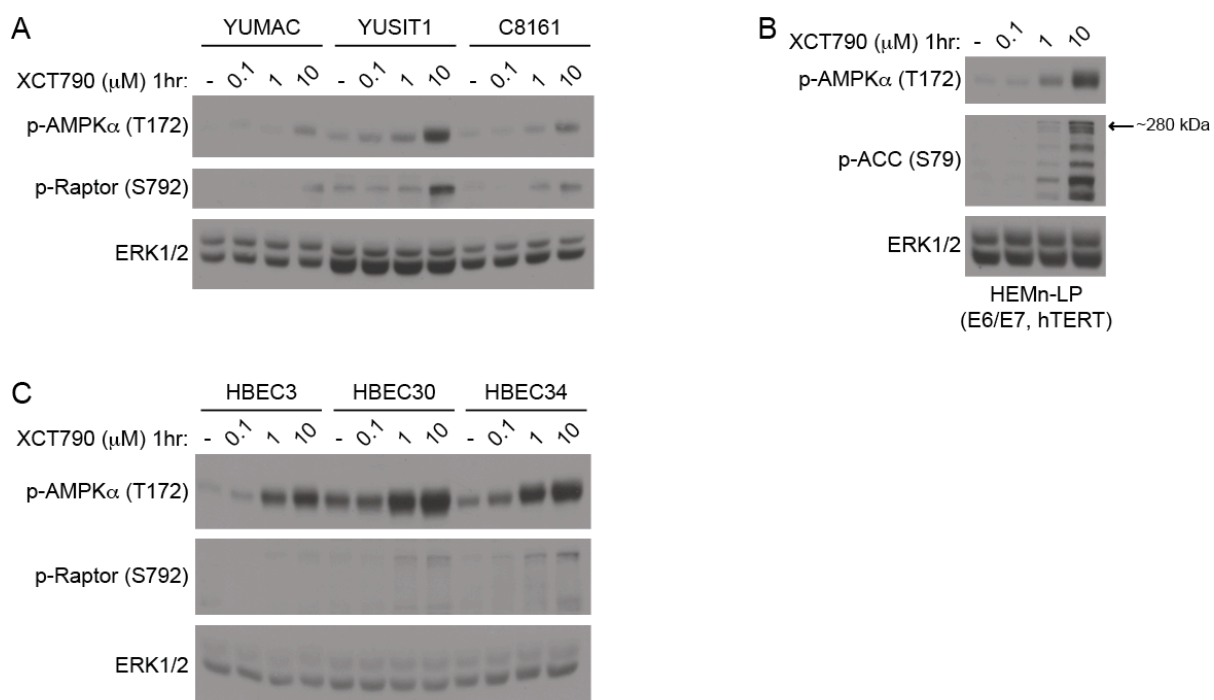 A
YUMAC YUSIT1 C8161
XCT790 (μM) 1hr: - 0.1 1 10 - 0.1 1 10 - 0.1 1 10
p-AMPKα (T172)
p-Raptor (S792)
ERK1/2
B
XCT790 (μM) 1hr: - 0.1 1 10
p-AMPKα (T172)
~280 kDa
p-ACC (S79)
ERK1/2
HEMn-LP
(E6/E7, hTERT)
C
HBEC3 HBEC30 HBEC34
XCT790 (μM) 1hr: - 0.1 1 10 - 0.1 1 10 - 0.1 1 10
p-AMPKα (T172)
p-Raptor (S792)
ERK1/2